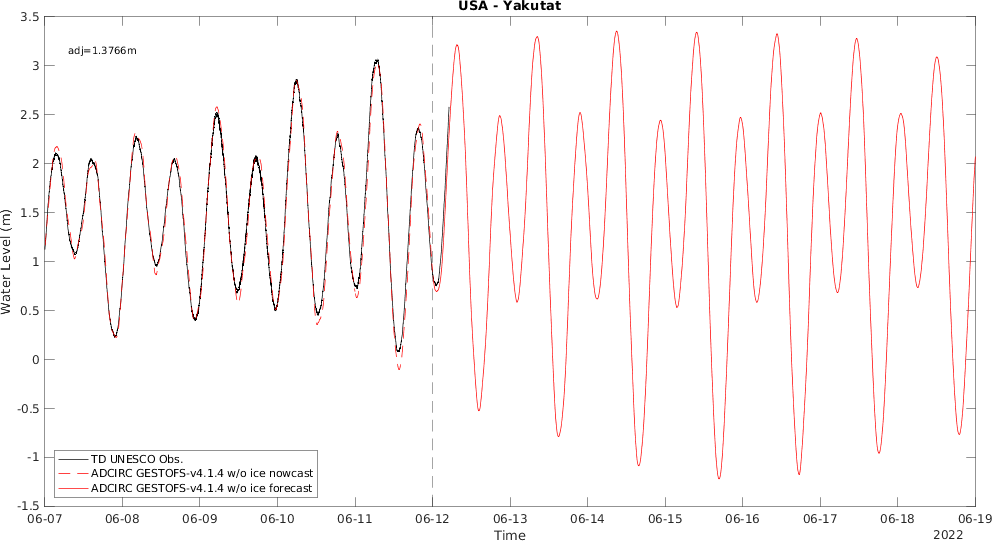 USA - Yakutat
adj=1.3766m
Water Level (m)
3.5
3
2.5
2
1.5
1
0.5
0
-0.5
-1
-1.5
TD UNESCO Obs.
ADCIRC GESTOFS-v4.1.4 w/o ice nowcast
ADCIRC GESTOFS-v4.1.4 w/o ice forecast
06-07 06-08 06-09 06-10 06-11 06-12 06-13 06-14 06-15 06-16 06-17 06-18 06-19
Time
2022